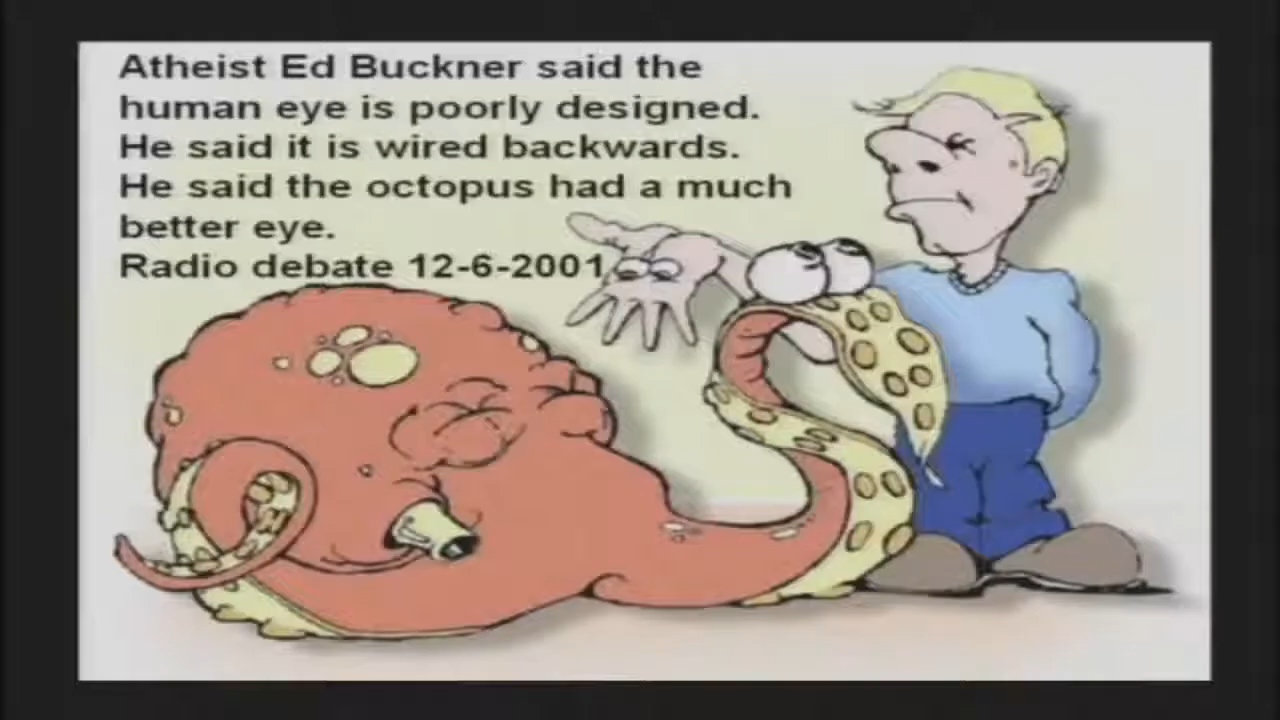 Atheist Ed Buckner said the
human eye is poorly designed.
He said it is wired backwards.
He said the octopus had a much
better eye.
Radio debate 12-6-2001